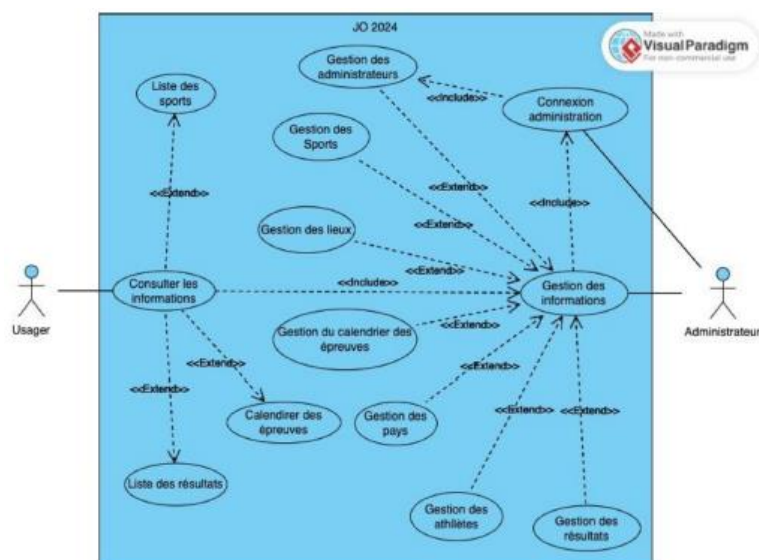 JO 2024
Made with
Visual Paradigm
For non-commercial use
Gestion des
administrateurs
Liste des
sports
<<Include>>
Connexion
administration
Gestion des
Sports
<<Extend>>
<<Extend>>
<<Extend>>
<<Include>>
Gestion des lieux
<<Extend>>
Consulter les
informations
<<Include>>
Gestion des
informations
Usager
Administrateur
Gestion du calendrier des
épreuves
<<Extend>>
<<Extend>>
<<Extend>>
<<Extend>>
Calendirer des
épreuves
Gestion des
pays
<<Extend>>
<<Extend>>
Liste des résultats
Gestion des
athllètes
Gestion des
résultats